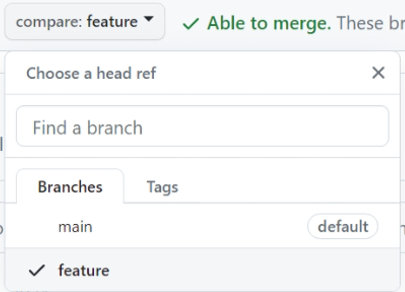 compare: feature
Able to merge. These br
Choose a head ref
Find a branch
Branches
Tags
main
default
feature